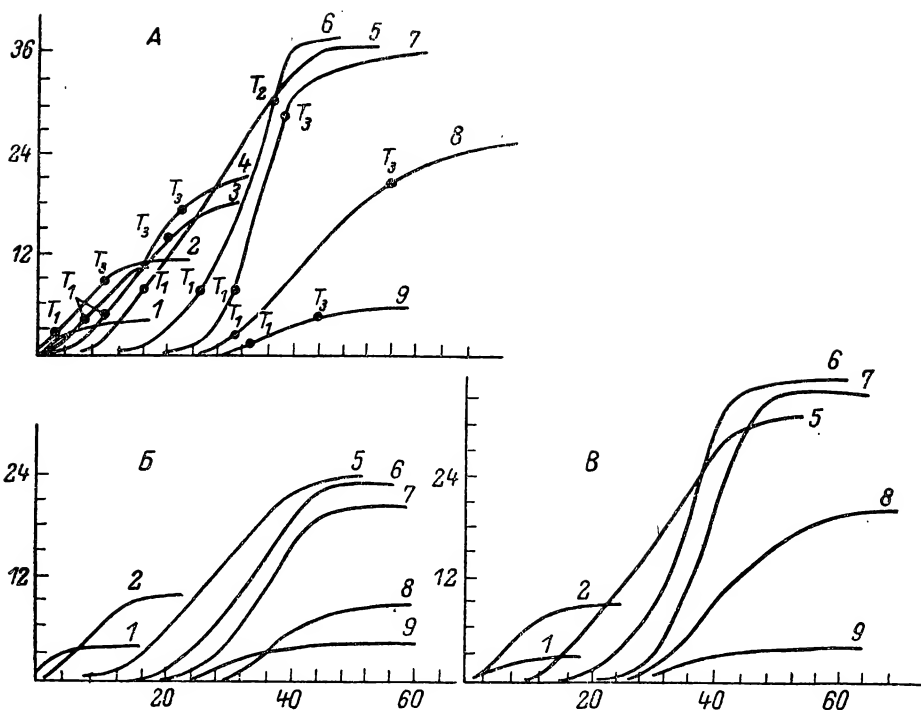 А 6 5 7
36
T₂
T₃
8
24
4 T₃
T₃ 3
T₃
2
12 T₃
T₁ T₁ T₁ T₁ 9
T₁ 1 T₁ T₁ T₃
6
7
Б 5 В 5
24 6 24
7 8
2
12 8 12 2
1 9 1 9
20 40 60 20 40 60